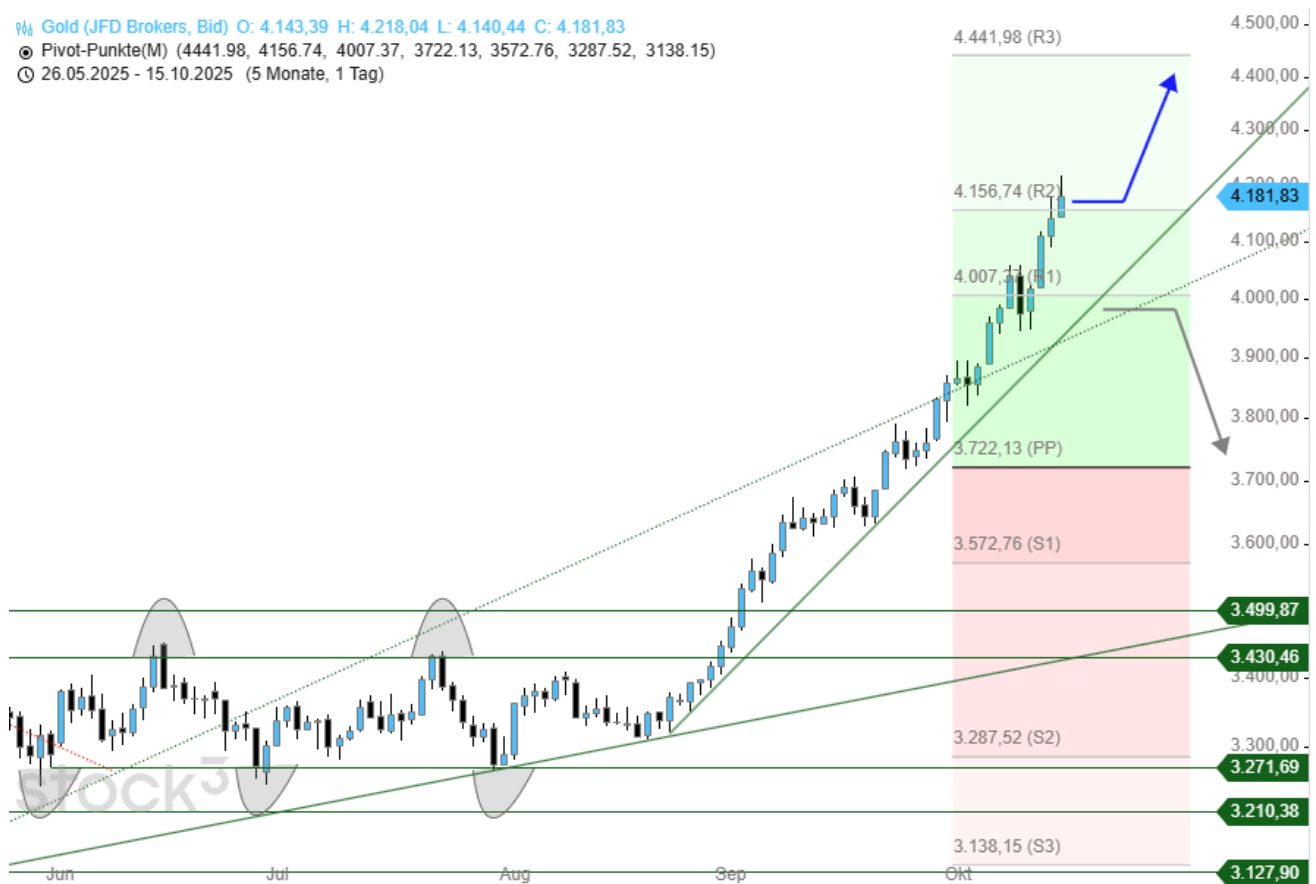 Gold (JFD Brokers, Bid) O: 4.143,39 H: 4.218,04 L: 4.140,44 C: 4.181,83
Pivot-Punkte(M) (4441.98, 4156.74, 4007.37, 3722.13, 3572.76, 3287.52, 3138.15)
26.05.2025 - 15.10.2025 (5 Monate, 1 Tag)
4.500,00
4.441,98 (R3)
4.400,00
4.300,00
4.200,00
4.156,74 (R2)
4.181,83
4.100,00
4.007,37 (R1)
4.000,00
3.900,00
3.800,00
3.722,13 (PP)
3.700,00
3.572,76 (S1)
3.600,00
3.499,87
3.430,46
3.400,00
3.287,52 (S2)
3.300,00
3.271,69
stock3
3.210,38
3.138,15 (S3)
3.127,90
Jun Jul Aug Sep Okt